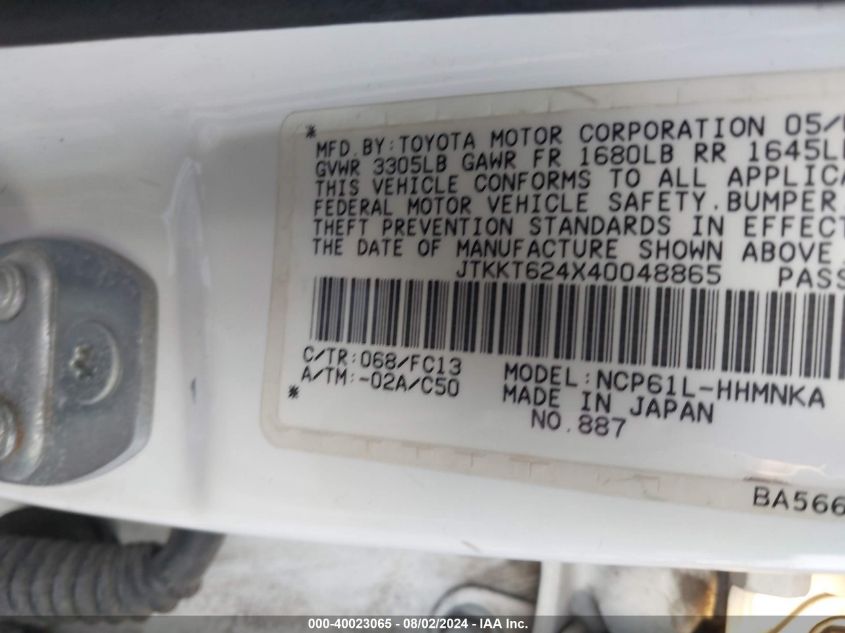 *
MFD.BY:TOYOTA MOTOR CORPORATION 05/
GVWR 3305LB GAWR FR 1680LB RR 1645L
THIS VEHICLE CONFORMS TO ALL APPLICA
FEDERAL MOTOR VEHICLE SAFETY.BUMPER
THEFT PREVENTION STANDARDS IN EFFECT
THE DATE OF MANUFACTURE SHOWN ABOVE
JTKKT624X40048865 PASS
C/TR:068/FC13
A/TM:-02A/C50
MODEL:NCP61L-HHMNKA
*
MADE IN JAPAN
NO.887
BA566
000-40023065 - 08/02/2024 - IAA Inc.